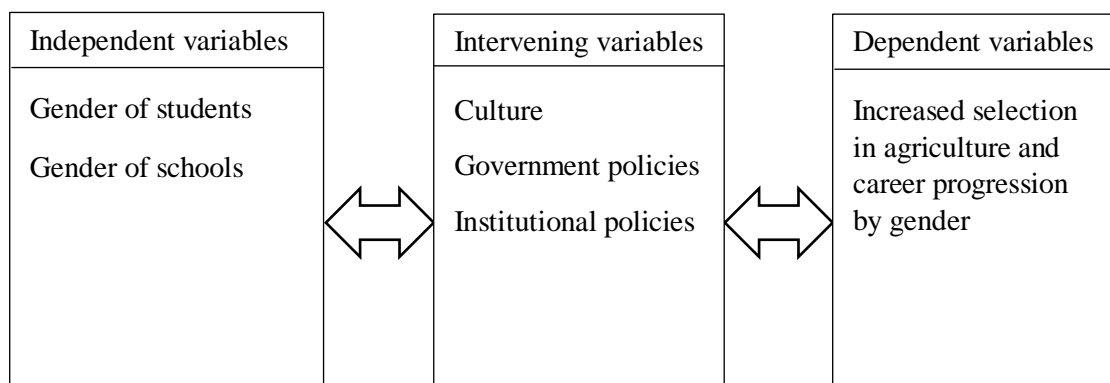 Independent variables
Gender of students
Gender of schools
Intervening variables
Culture
Government policies
Institutional policies
Dependent variables
Increased selection
in agriculture and
career progression
by gender